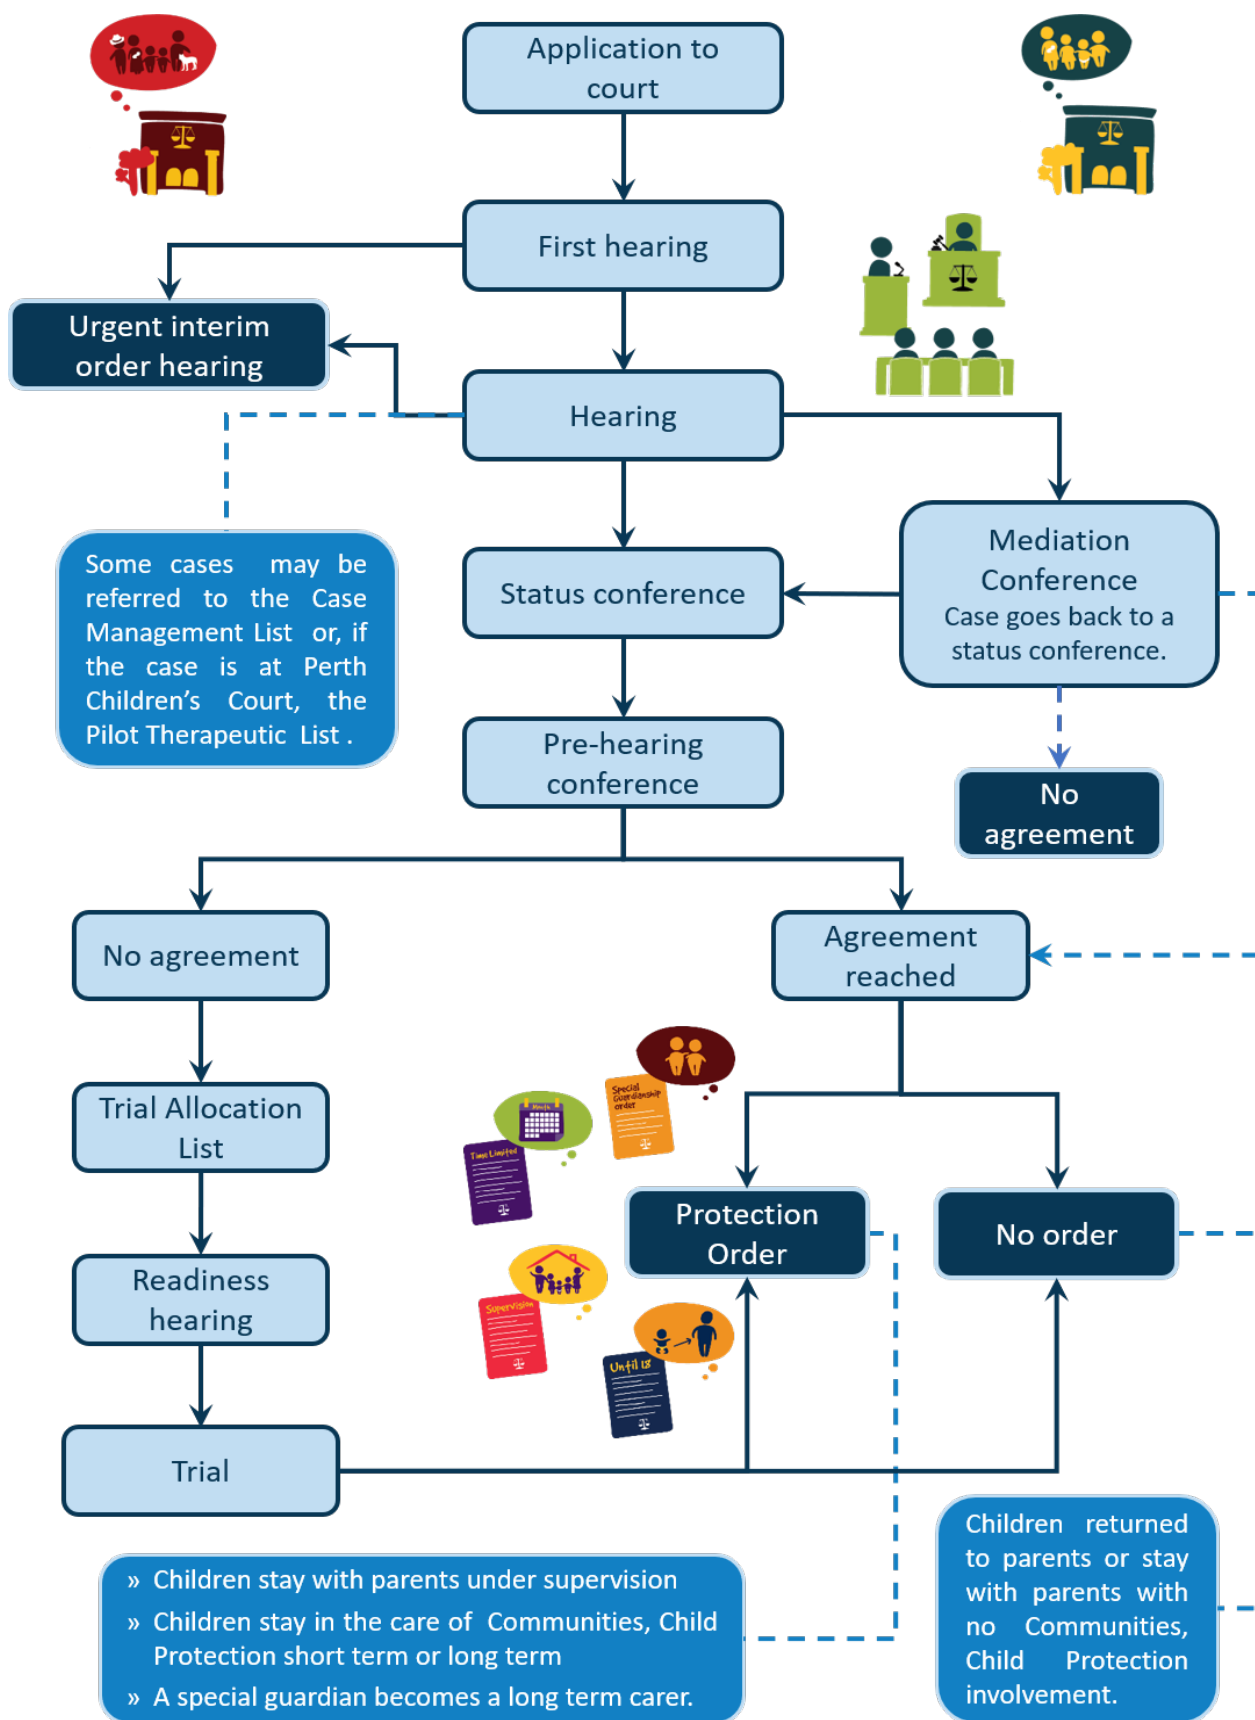 Application to
court
First hearing
Urgent interim
order hearing
Hearing
Some cases may be
referred to the Case
Management List or, if
the case is at Perth
Children's Court, the
Pilot Therapeutic List .
Status conference
Mediation
Conference
Case goes back to a
status conference.
Pre-hearing
conference
No
agreement
No agreement
Agreement
reached
Trial Allocation
List
Month
Special
Guardianship
order
Time Limited
Protection
Order
No order
Readiness
hearing
Supervision
Until 18
Trial
» Children stay with parents under supervision
» Children stay in the care of Communities, Child
Protection short term or long term
» A special guardian becomes a long term carer.
Children returned
to parents or stay
with parents with
no Communities,
Child Protection
involvement.